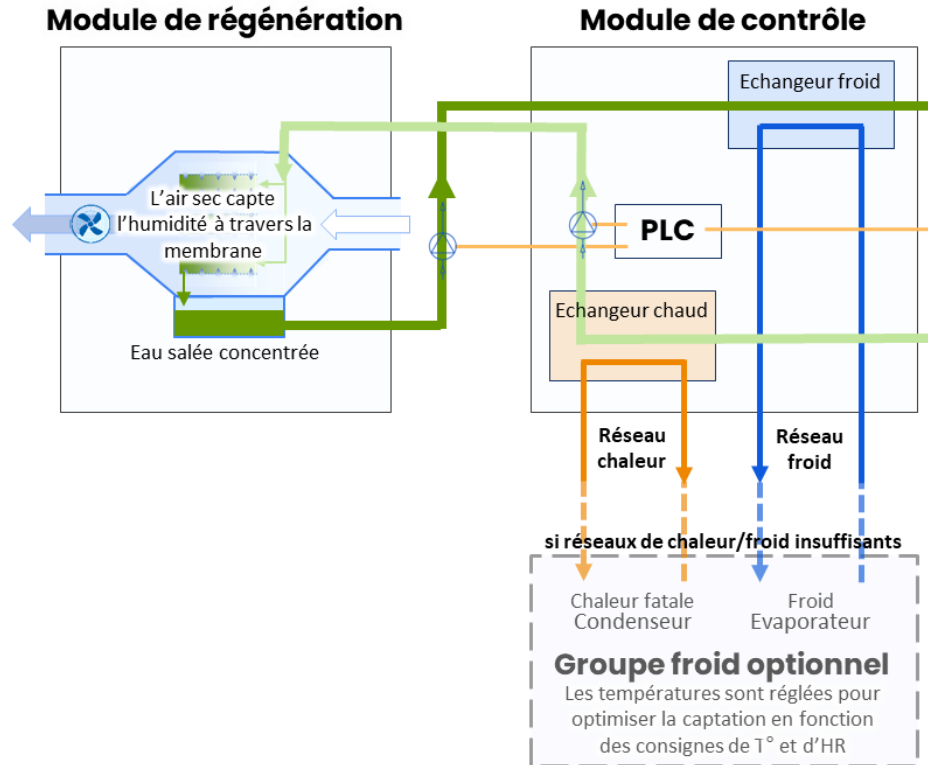 Module de régénération
Module de contrôle
Echangeur froid
L'air sec capte
l'humidité à travers la
membrane
PLC
Echangeur chaud
Eau salée concentrée
Réseau
chaleur
Réseau
froid
si réseaux de chaleur/froid insuffisants
Chaleur fatale
Condenseur
Froid
Evaporateur
Groupe froid optionnel
Les températures sont réglées pour
optimiser la captation en fonction
des consignes de T° et d'HR